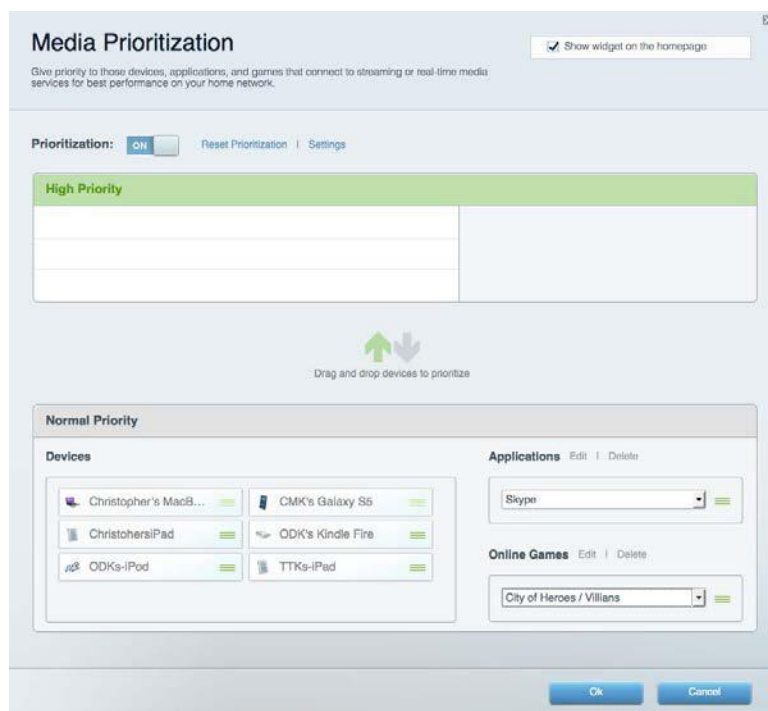 Media Prioritization
Show widget on the homepage
Give priority to those devices, applications, and games that connect to streaming or real-time media
services for best performance on your home network.
Prioritization: ON Reset Prioritization | Settings
High Priority
Drag and drop devices to prioritize
Normal Priority
Devices
Christopher's MacB...
CMK's Galaxy S5
ChristohersiPad
ODK's Kindle Fire
ODKs-iPod
TTKs-iPad
Applications Edit | Delete
Skype
Online Games Edit | Delete
City of Heroes / Villians
Ok
Cancel